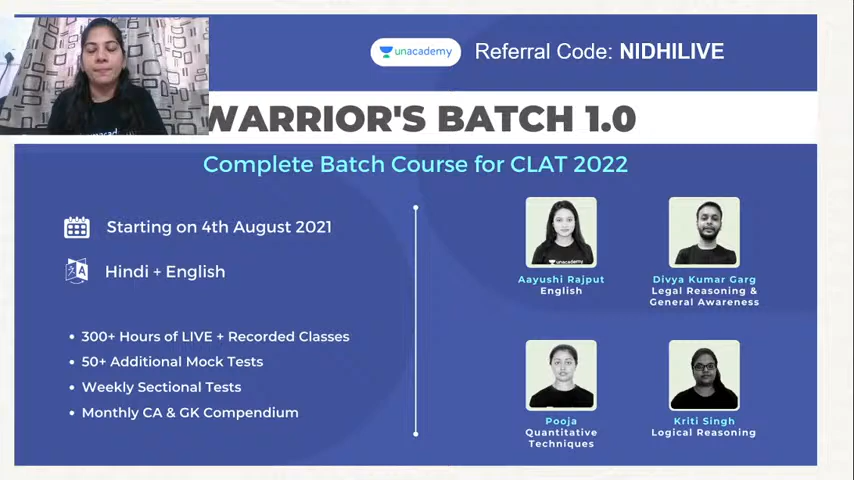 unacademy
Referral Code: NIDHILIVE
WARRIOR'S BATCH 1.0
Complete Batch Course for CLAT 2022
Starting on 4th August 2021
Hindi + English
• 300+ Hours of LIVE + Recorded Classes
• 50+ Additional Mock Tests
• Weekly Sectional Tests
• Monthly CA & GK Compendium
unacademy
Aayushi Rajput
English
Divya Kumar Garg
Legal Reasoning &
General Awareness
Pooja
Quantitative
Techniques
Kriti Singh
Logical Reasoning